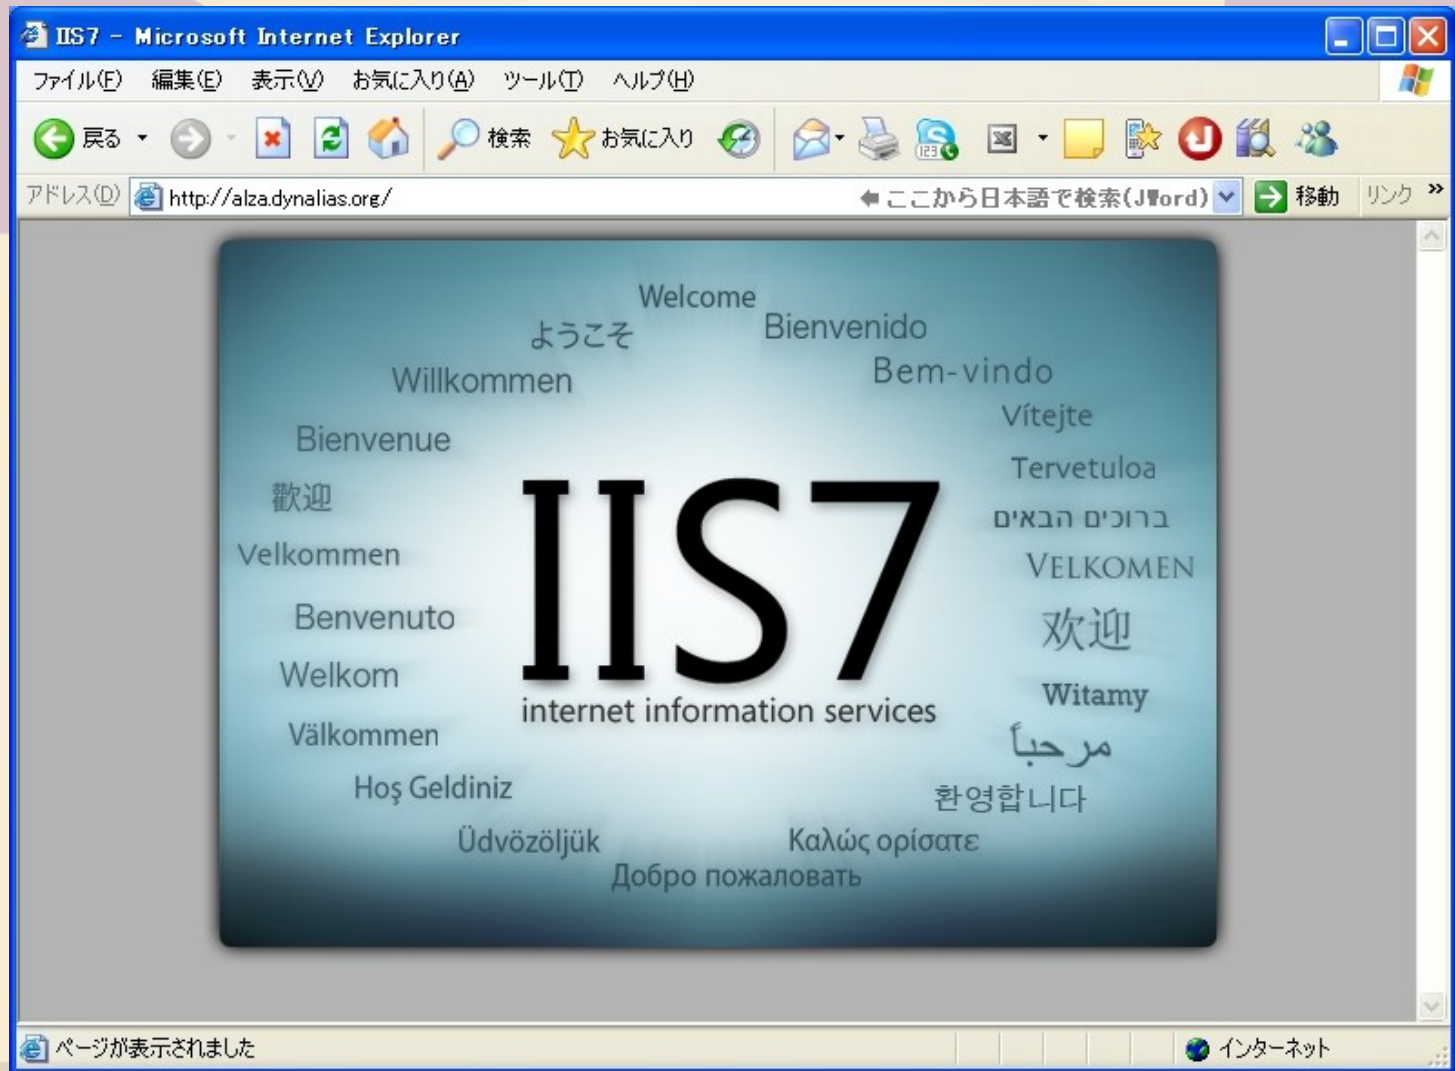 IIS7 - Microsoft Internet Explorer
ファイル(F) 編集(E) 表示(V) お気に入り(A) ツール(T) ヘルプ(H)
戻る 検索 お気に入り 123
アドレス(D) http://alza.dynalias.org/ ここから日本語で検索(JWord) 移動 リンク »
Welcome
ようこそ
Bienvenido
Willkommen
Bem-vindo
Vítejte
Bienvenue
Tervetuloa
歡迎
ברוכים הבאים
Velkommen
VELKOMEN
IIS7
Benvenuto
欢迎
Welkom
Witamy
internet information services
Välkommen
مرحباً
Hoş Geldiniz
환영합니다
Üdvözöljük
Καλώς ορίσατε
Добро пожаловать
ページが表示されました インターネット